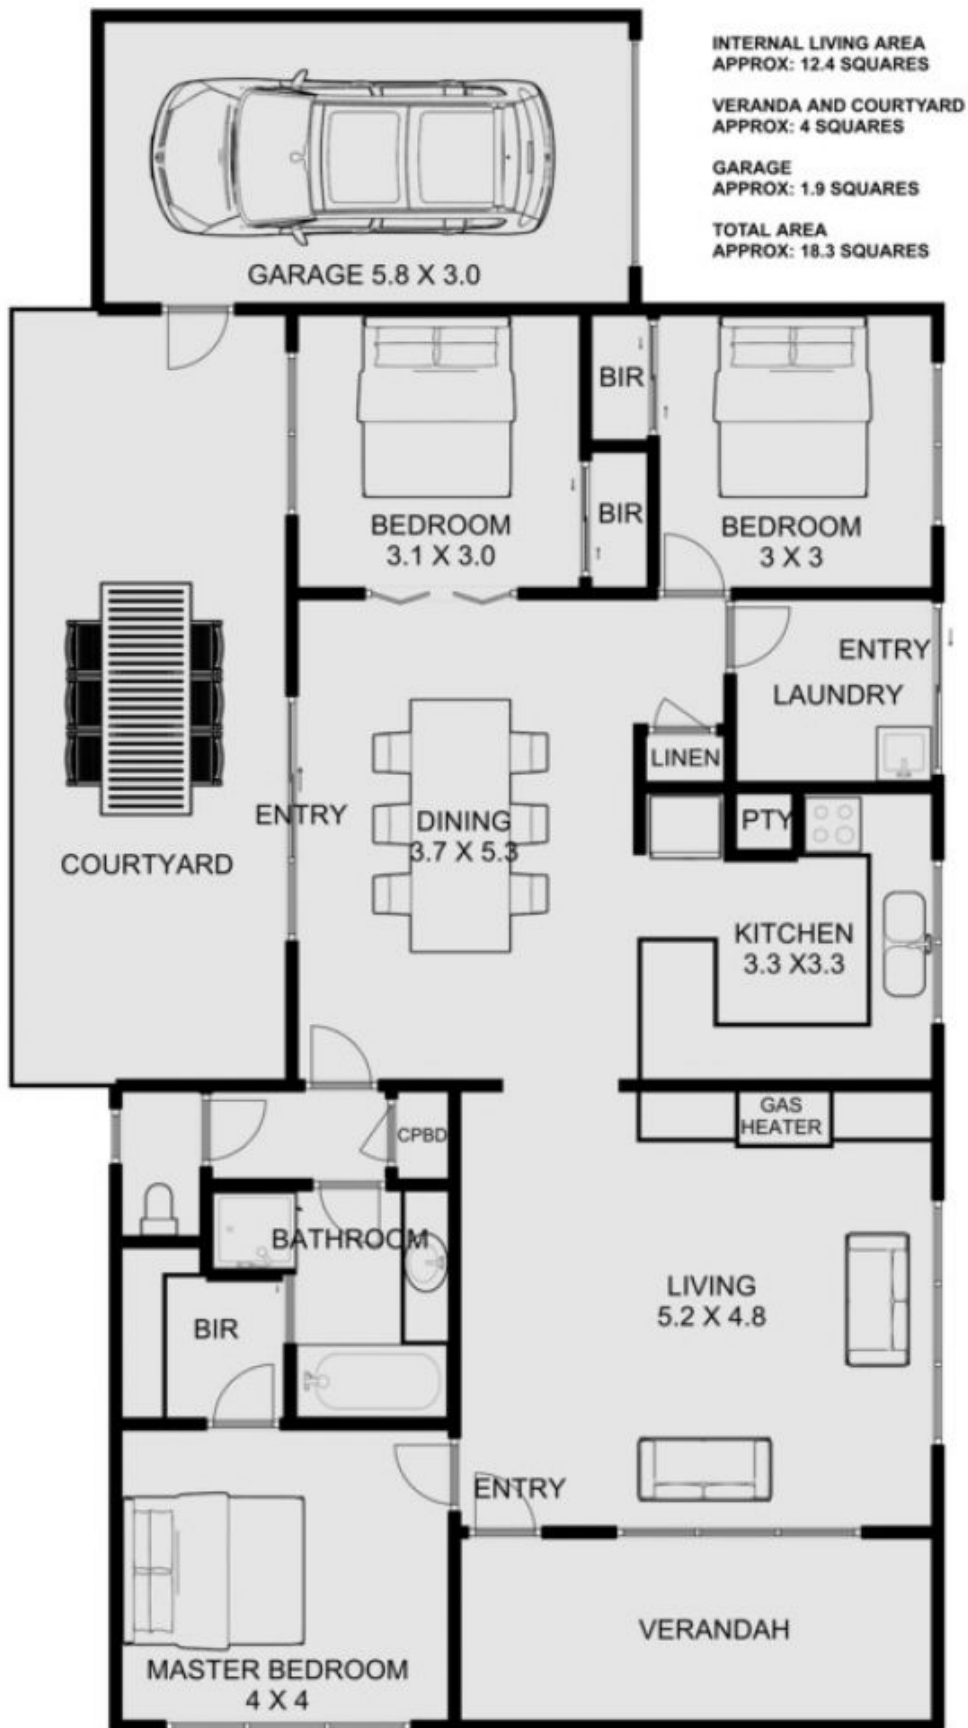 INTERNAL LIVING AREA
APPROX: 12.4 SQUARES
VERANDA AND COURTYARD
APPROX: 4 SQUARES
GARAGE
APPROX: 1.9 SQUARES
TOTAL AREA
APPROX: 18.3 SQUARES
GARAGE 5.8 X 3.0
BIR
BIR
BEDROOM
3.1 X 3.0
BEDROOM
3 X 3
ENTRY
LAUNDRY
LINEN
ENTRY
DINING
3.7 X 5.3
PTY
COURTYARD
KITCHEN
3.3 X3.3
GAS
HEATER
CPBD
BATHROOM
LIVING
5.2 X 4.8
BIR
ENTRY
VERANDAH
MASTER BEDROOM
4 X 4